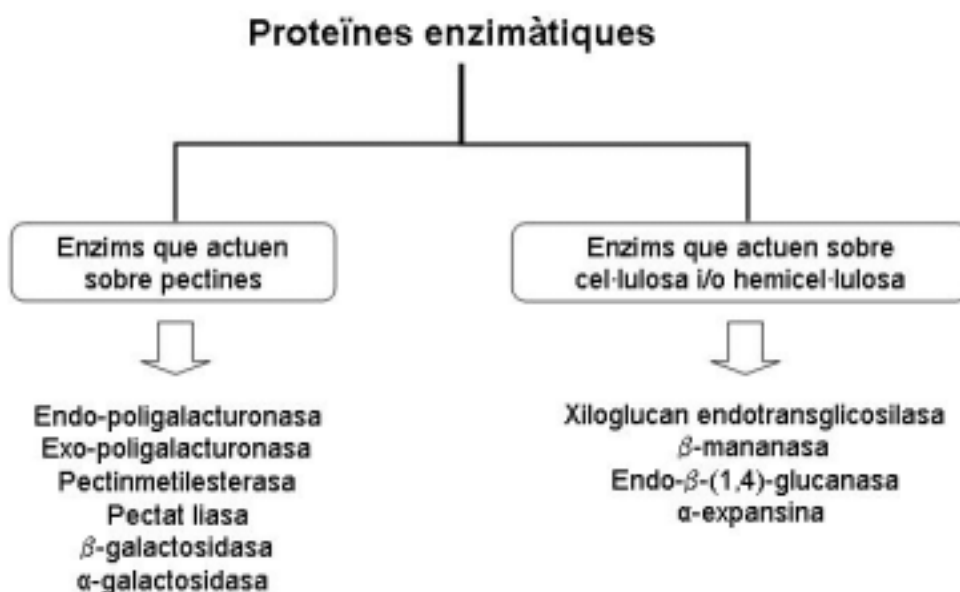 Proteïnes enzimàtiques
Enzims que actuen
sobre pectines
Enzims que actuen sobre
cel·lulosa i/o hemicel·lulosa
Endo-poligalacturonasa
Exo-poligalacturonasa
Pectinmetilesterasa
Pectat liasa
β-galactosidasa
α-galactosidasa
Xiloglucan endotransglicosilasa
β-mananasa
Endo-β-(1,4)-glucanasa
α-expansina